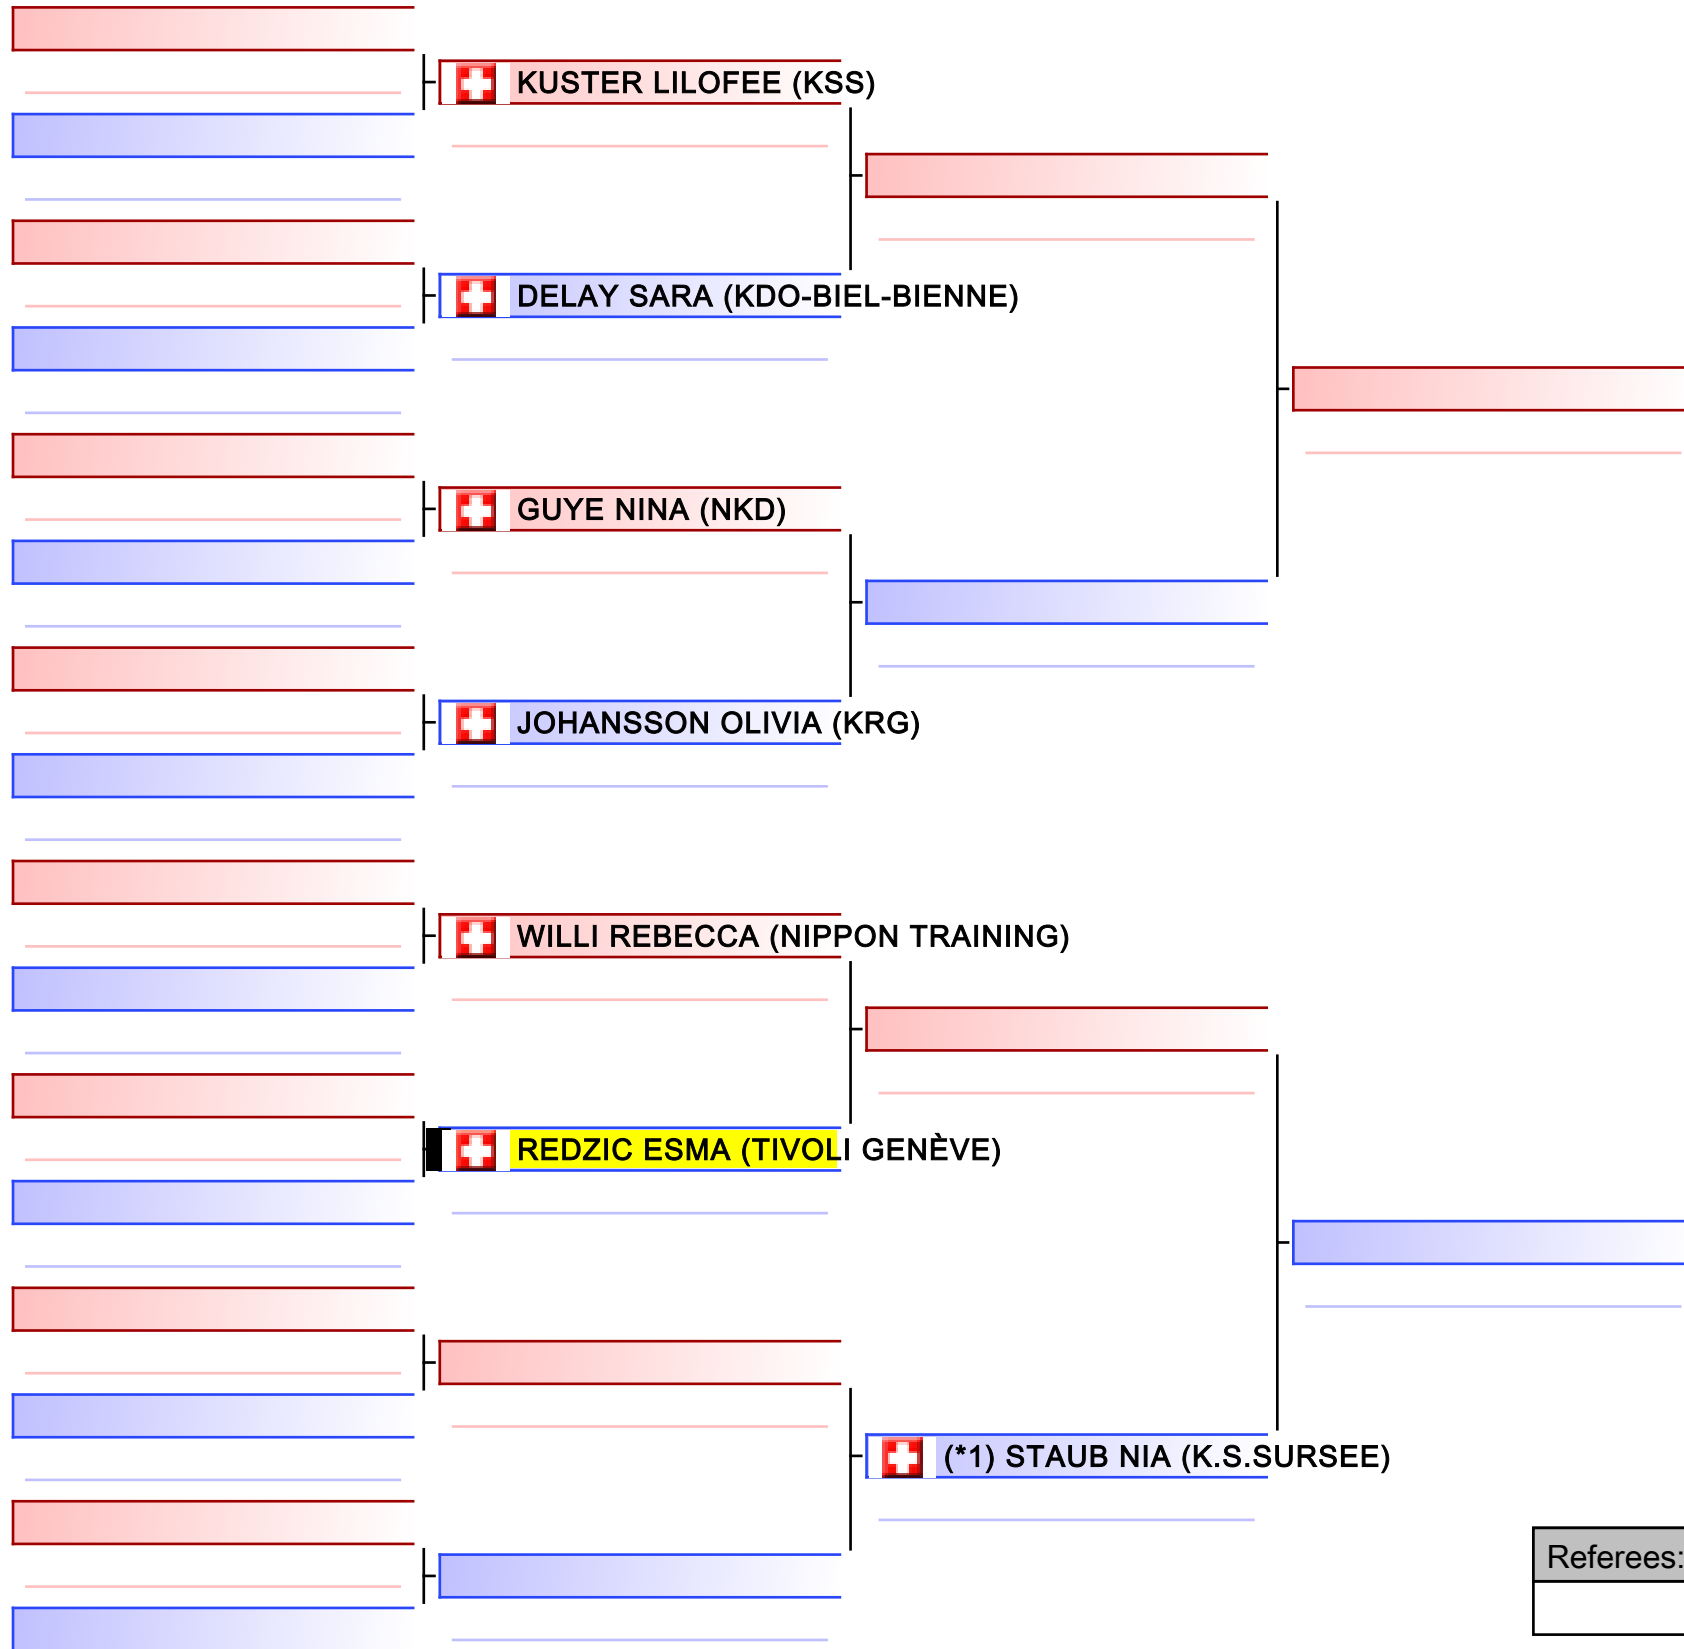 KUSTER LILOFEE (KSS)
DELAY SARA (KDO-BIEL-BIENNE)
GUYE NINA (NKD)
JOHANSSON OLIVIA (KRG)
WILLI REBECCA (NIPPON TRAINING)
REDZIC ESMA (TIVOLI GENÈVE)
(*1) STAUB NIA (K.S.SURSEE)
Referees: